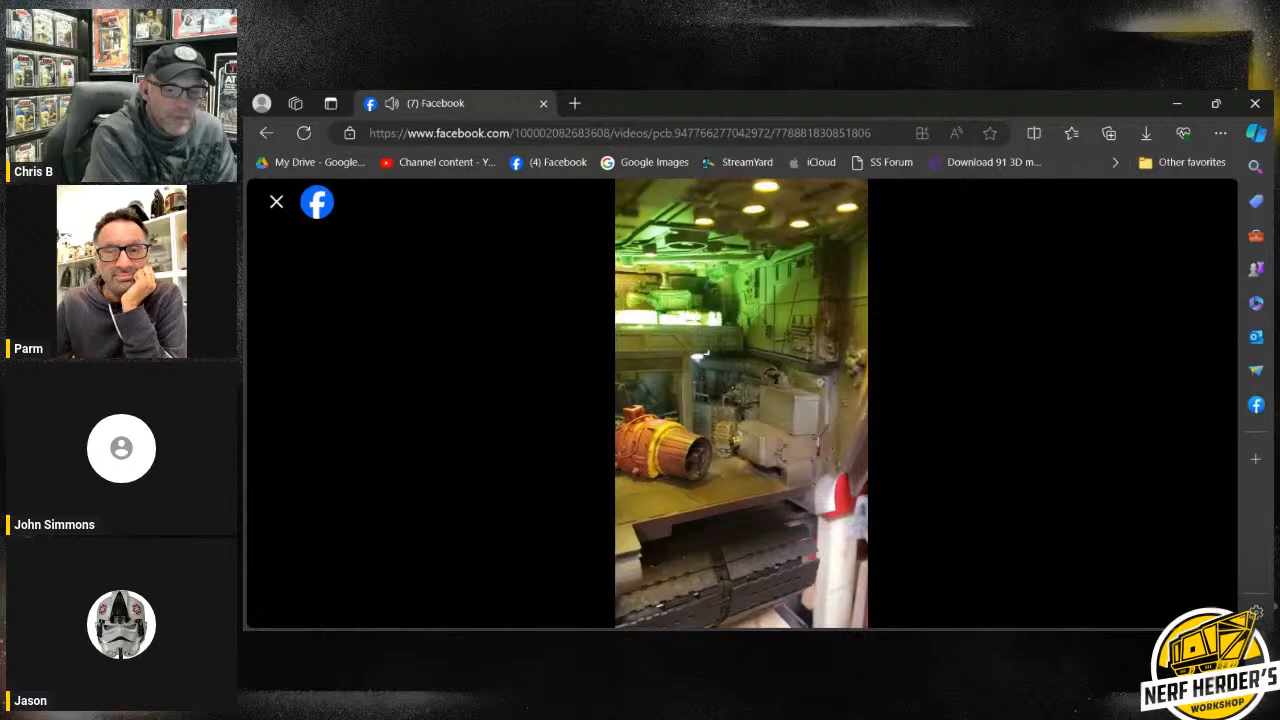 Chris B
Parm
John Simmons
Jason
(7) Facebook
https://www.facebook.com/100002082683608/videos/pcb.947766277042972/778881830851806
My Drive - Google...
Channel content - Y...
(4) Facebook
Google Images
StreamYard
iCloud
SS Forum
Download 91 3D m...
Other favorites
NERF HERDER'S
WORKSHOP